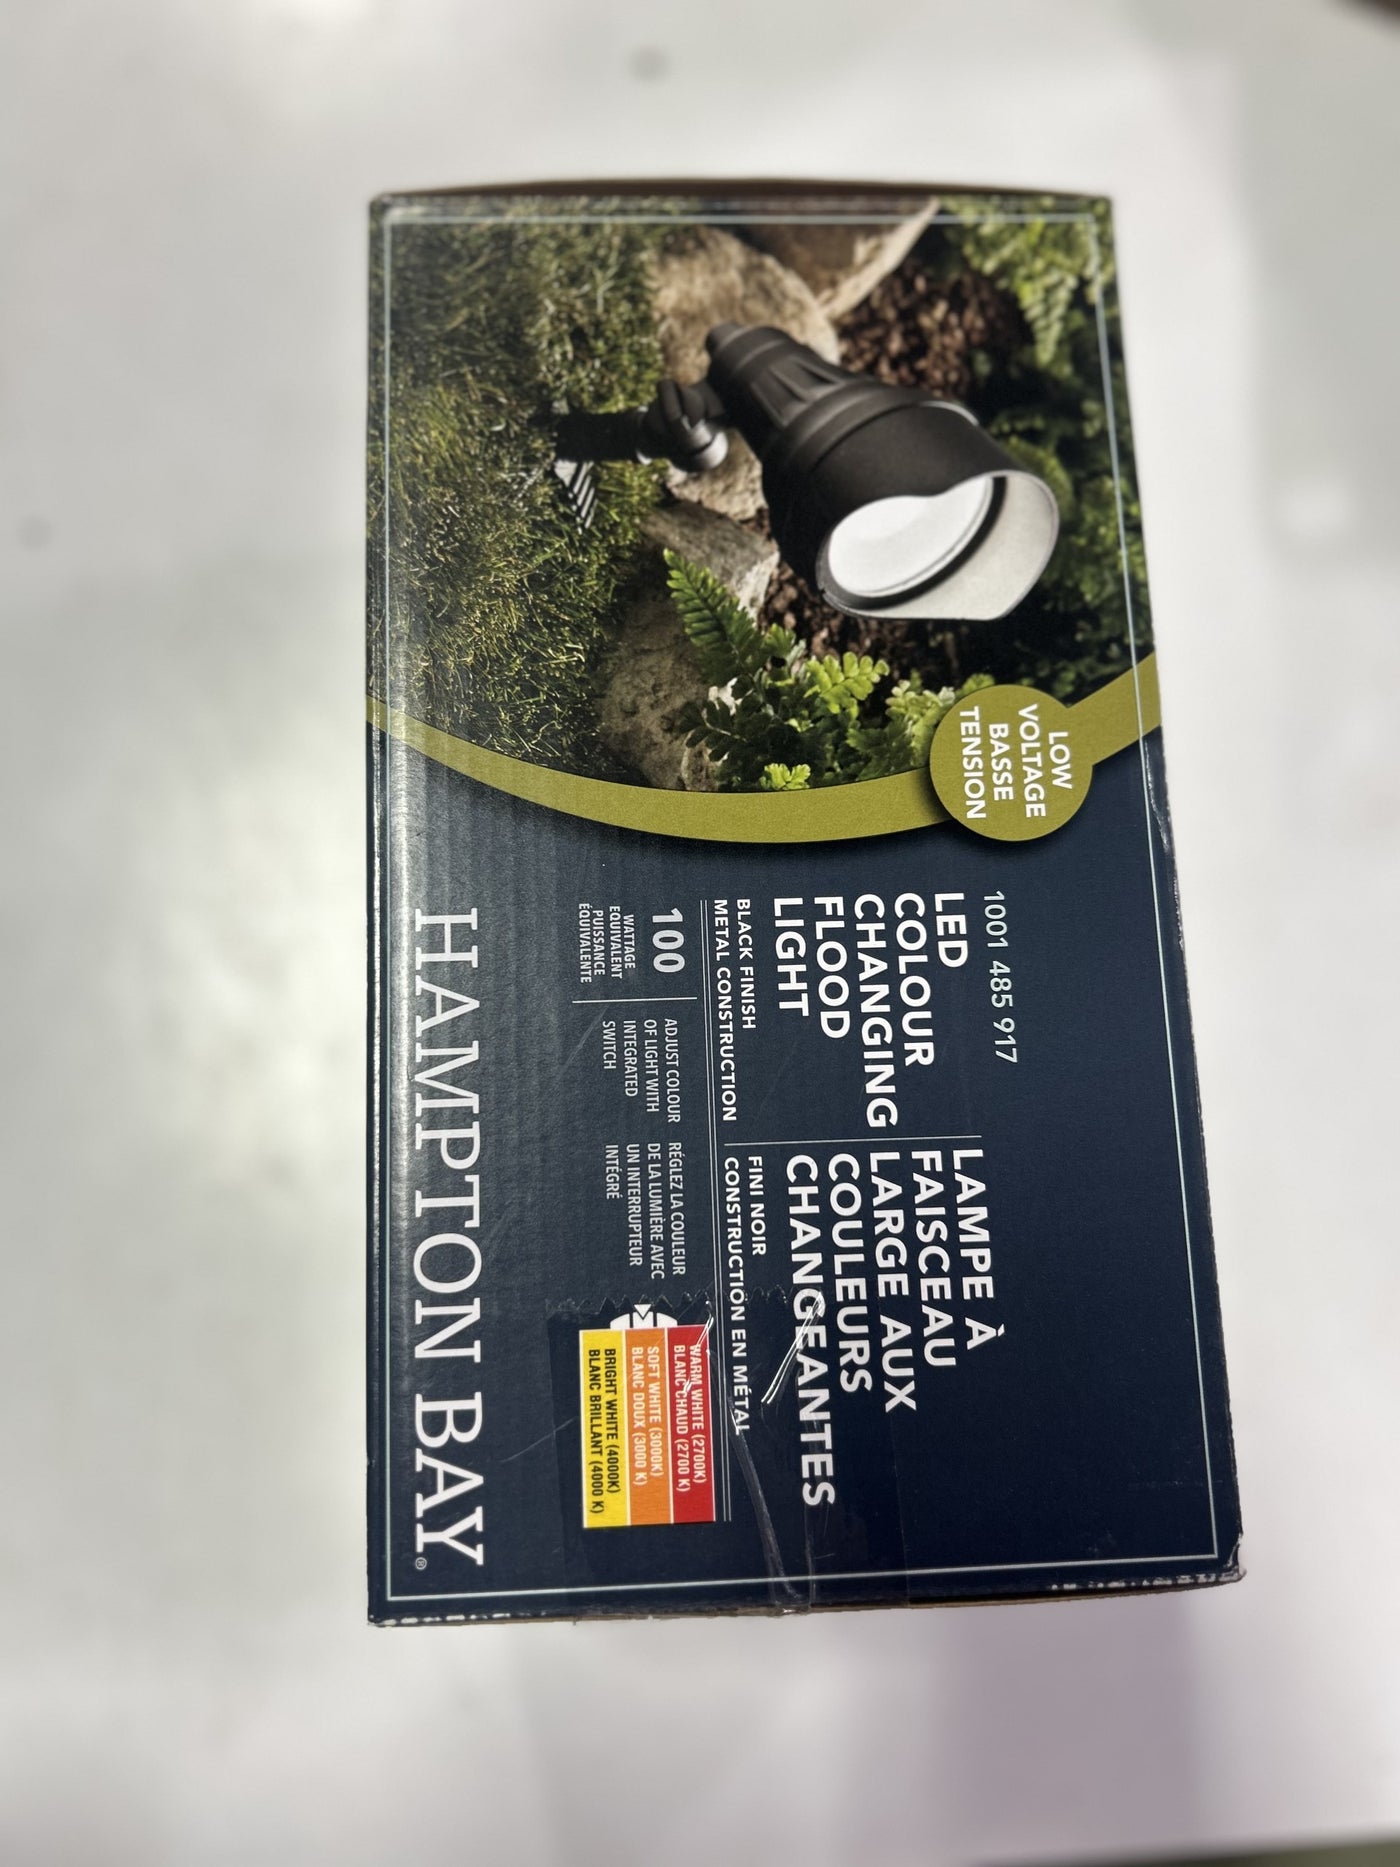 LOW
VOLTAGE
BASSE
TENSION
1001 485 917
LED
COLOUR
CHANGING
FLOOD
LIGHT
BLACK FINISH
METAL CONSTRUCTION
LAMPE À
FAISCEAU
LARGE AUX
COULEURS
CHANGEANTES
FINI NOIR
CONSTRUCTION EN MÉTAL
100
WATTAGE
EQUIVALENT
PUISSANCE
ÉQUIVALENTE
ADJUST COLOUR
OF LIGHT WITH
INTEGRATED
SWITCH
RÉGLEZ LA COULEUR
DE LA LUMIÈRE AVEC
UN INTERRUPTEUR
INTÉGRÉ
WARM WHITE (2700K)
BLANC CHAUD (2700 K)
SOFT WHITE (3000K)
BLANC DOUX (3000 K)
BRIGHT WHITE (4000K)
BLANC BRILLANT (4000 K)
HAMPTON BAY®